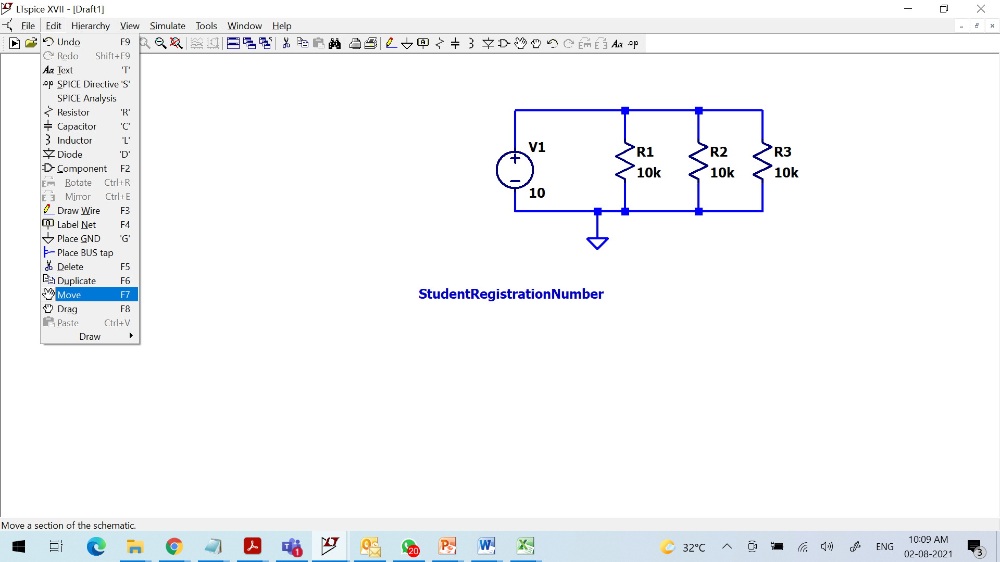 LTspice XVII - [Draft1]
File Edit Hierarchy View Simulate Tools Window Help
Undo F9
Redo Shift+F9
Text 'T'
SPICE Directive 'S'
SPICE Analysis
Resistor 'R'
Capacitor 'C'
Inductor 'L'
Diode 'D'
Component F2
Rotate Ctrl+R
Mirror Ctrl+E
Draw Wire F3
Label Net F4
Place GND 'G'
Place BUS tap
Delete F5
Duplicate F6
Move F7
Drag F8
Paste Ctrl+V
Draw
V1
10
R1
10k
R2
10k
R3
10k
StudentRegistrationNumber
Move a section of the schematic.
1
20
32°C
ENG
10:09 AM
02-08-2021
3